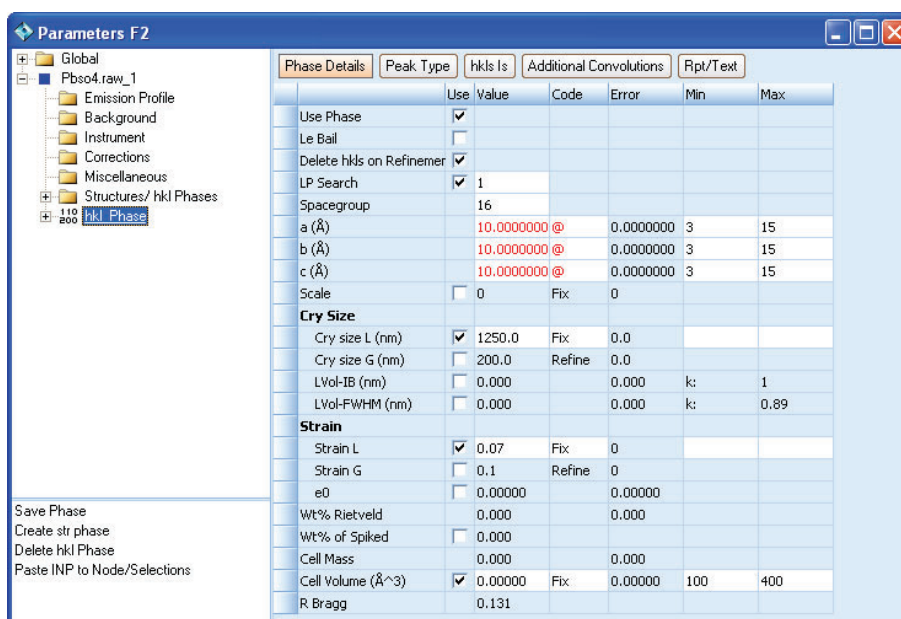 Parameters F2
Global
Pbso4.raw_1
Emission Profile
Background
Instrument
Corrections
Miscellaneous
Structures/ hkl Phases
110 200 hkl_Phase
Save Phase
Create str phase
Delete hkl Phase
Paste INP to Node/Selections
Phase Details Peak Type hkls Is Additional Convolutions Rpt/Text
Use Value Code Error Min Max
Use Phase
Le Bail
Delete hkls on Refinemer
LP Search 1
Spacegroup 16
a (Å) 10.0000000 @ 0.0000000 3 15
b (Å) 10.0000000 @ 0.0000000 3 15
c (Å) 10.0000000 @ 0.0000000 3 15
Scale 0 Fix 0
Cry Size
Cry size L (nm) 1250.0 Fix 0.0
Cry size G (nm) 200.0 Refine 0.0
LVol-IB (nm) 0.000 0.000 k: 1
LVol-FWHM (nm) 0.000 0.000 k: 0.89
Strain
Strain L 0.07 Fix 0
Strain G 0.1 Refine 0
e0 0.00000 0.00000
Wt% Rietveld 0.000 0.000
Wt% of Spiked 0.000
Cell Mass 0.000 0.000
Cell Volume (Å^3) 0.00000 Fix 0.00000 100 400
R Bragg 0.131